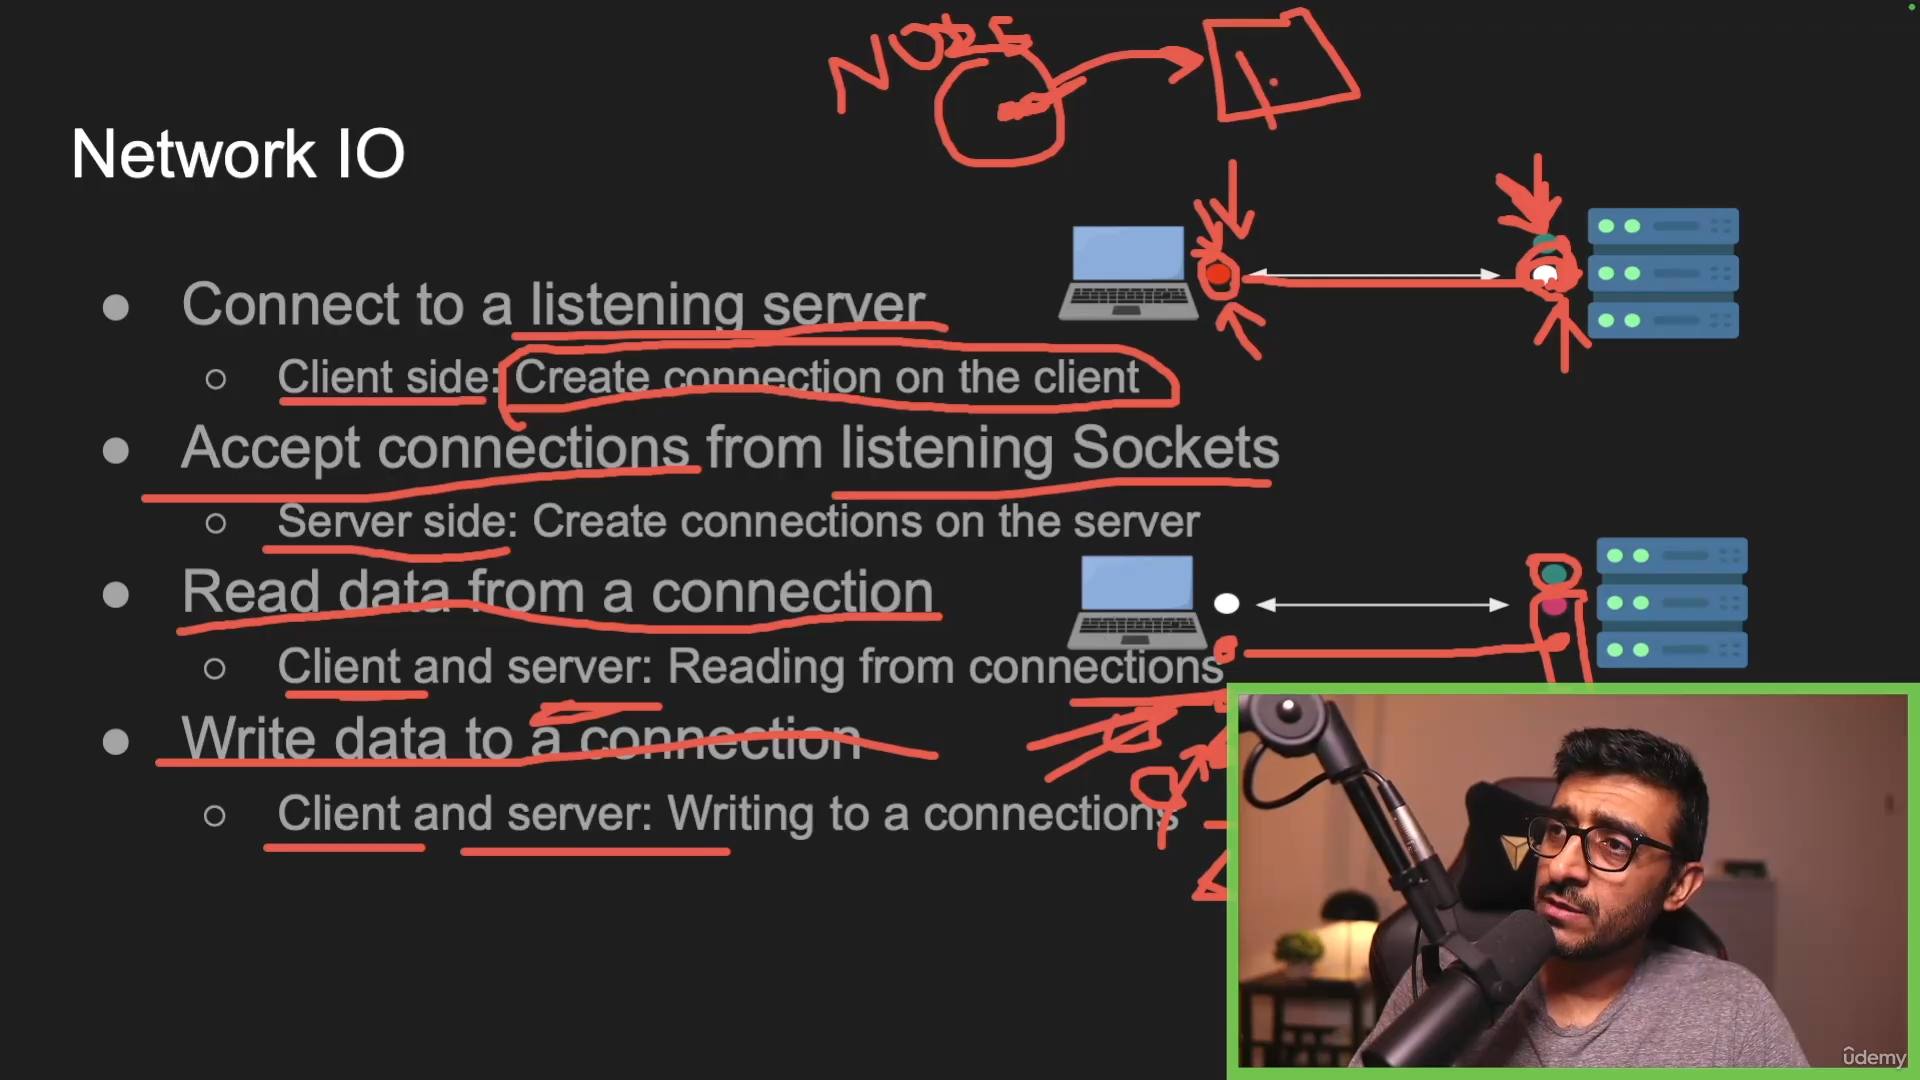 NODE
Network IO
Connect to a listening server
Client side: Create connection on the client
Accept connections from listening Sockets
Server side: Create connections on the server
Read data from a connection
Client and server: Reading from connections
Write data to a connection
Client and server: Writing to a connections
ûdemy